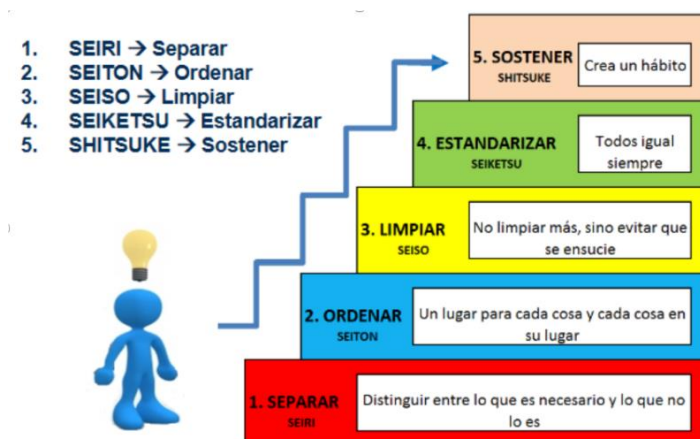 1. SEIRI → Separar
2. SEITON → Ordenar
3. SEISO → Limpiar
4. SEIKETSU → Estandarizar
5. SHITSUKE → Sostener
5. SOSTENER
SHITSUKE
Crea un hábito
4. ESTANDARIZAR
SEIKETSU
Todos igual
siempre
3. LIMPIAR
SEISO
No limpiar más, sino evitar que
se ensucie
2. ORDENAR
SEITON
Un lugar para cada cosa y cada cosa en
su lugar
1. SEPARAR
SEIRI
Distinguir entre lo que es necesario y lo que no
lo es